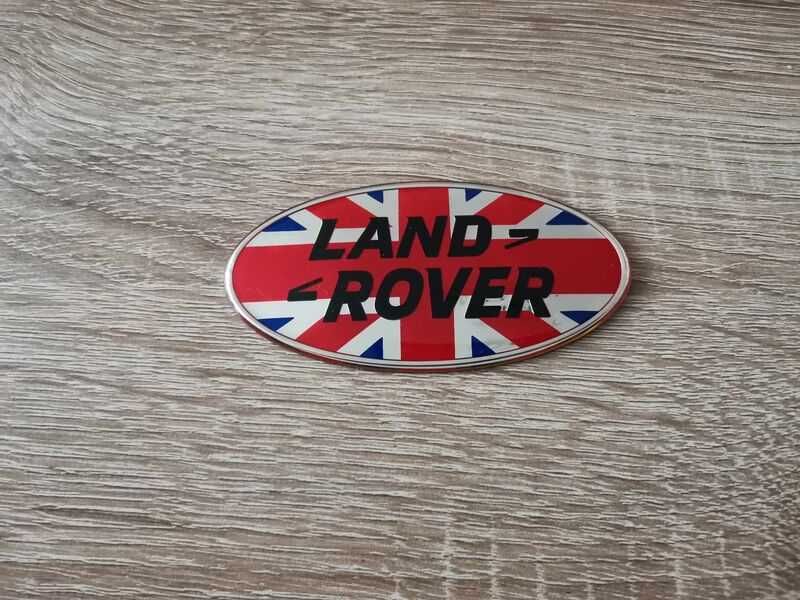 LAND >
< ROVER